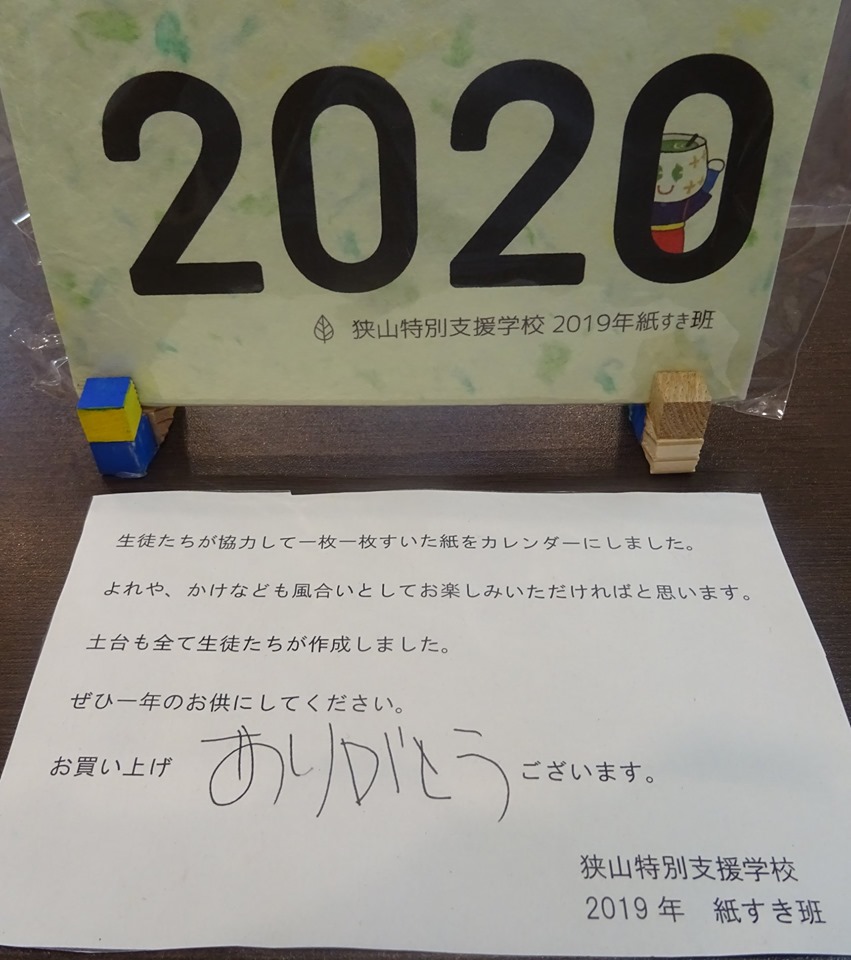 2020
狭山特別支援学校 2019年紙すき班
生徒たちが協力して一枚一枚すいた紙をカレンダーにしました。
よれや、かけなども風合いとしてお楽しみいただければと思います。
土台も全て生徒たちが作成しました。
ぜひ一年のお供にしてください。
お買い上げ ありがとう ございます。
狭山特別支援学校
2019年 紙すき班